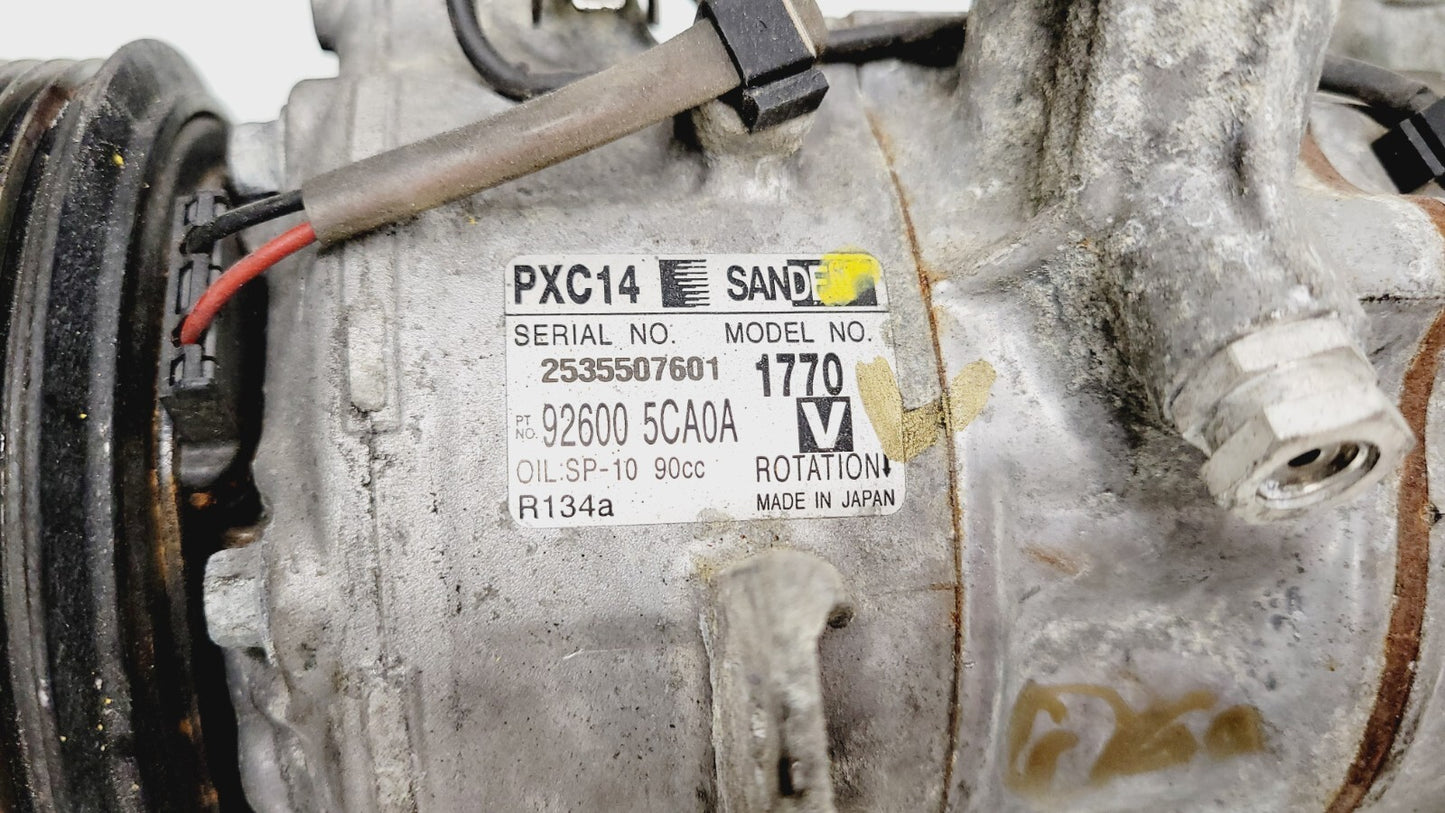 PXC14 SANDE
SERIAL NO. MODEL NO.
2535507601 1770
PT NO. 92600 5CA0A V
OIL:SP-10 90cc ROTATION
R134a MADE IN JAPAN